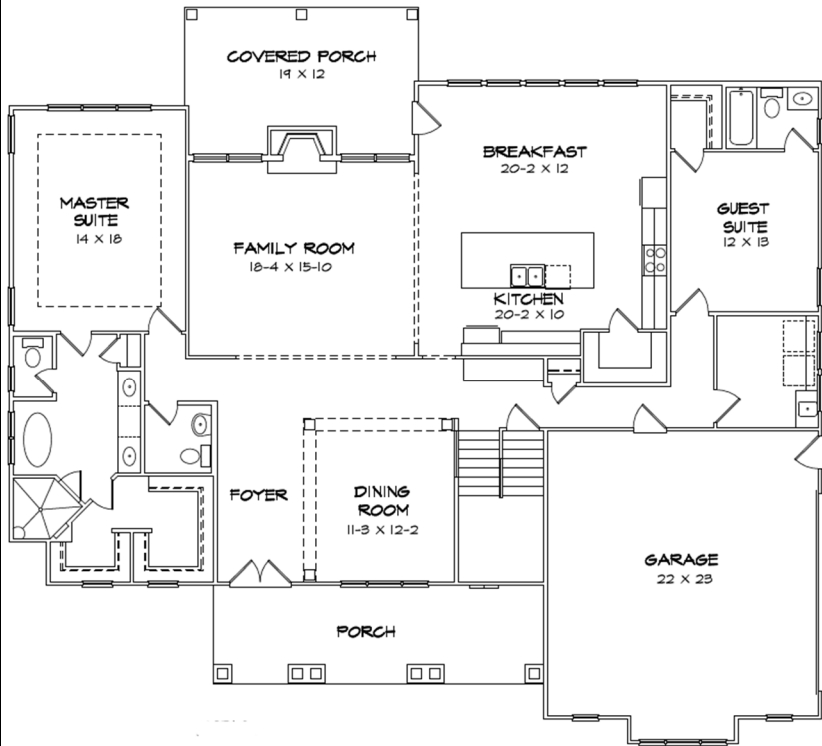 COVERED PORCH
19 X 12
BREAKFAST
20-2 X 12
MASTER
SUITE
14 X 18
GUEST
SUITE
12 X 13
FAMILY ROOM
18-4 X 15-10
KITCHEN
20-2 X 10
FOYER
DINING
ROOM
11-3 X 12-2
GARAGE
22 X 23
PORCH